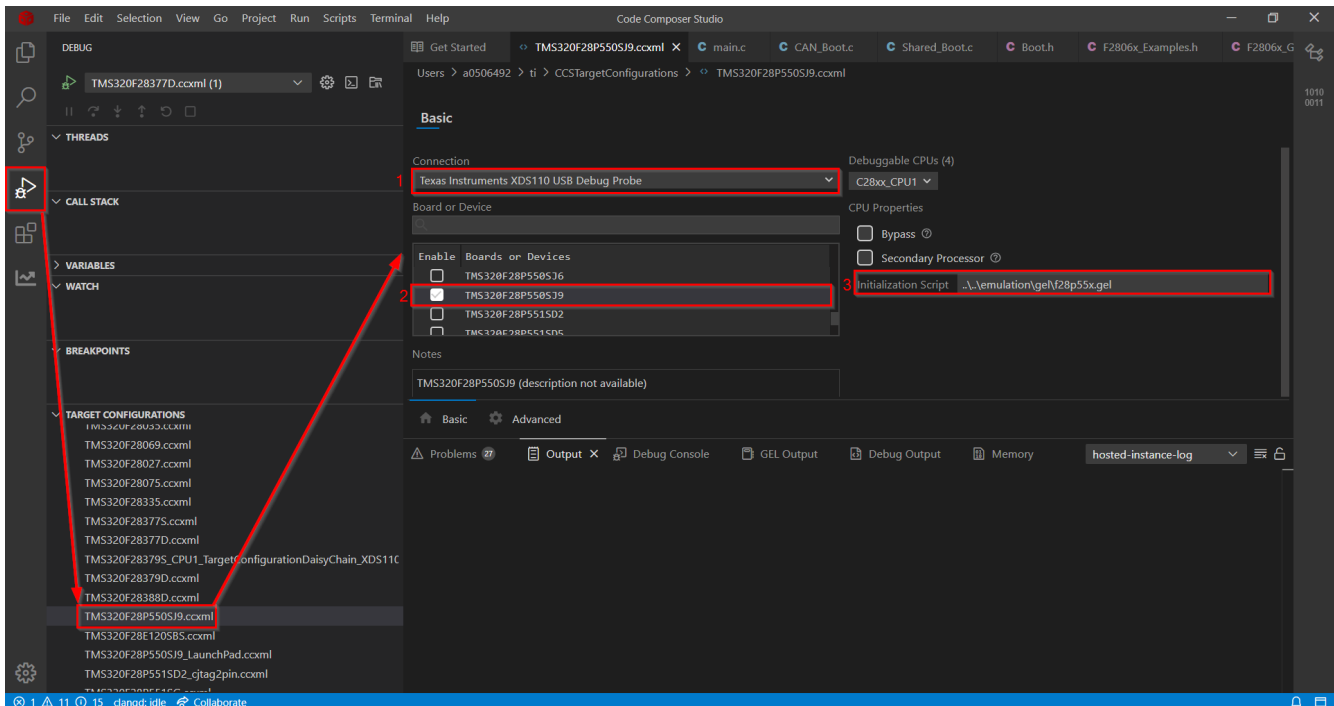 File Edit Selection View Go Project Run Scripts Terminal Help
Code Composer Studio
DEBUG
TMS320F28377D.ccxml (1)
THREADS
CALL STACK
VARIABLES
WATCH
BREAKPOINTS
TARGET CONFIGURATIONS
TMS320F28035.ccxml
TMS320F28069.ccxml
TMS320F28027.ccxml
TMS320F28075.ccxml
TMS320F28335.ccxml
TMS320F28377S.ccxml
TMS320F28377D.ccxml
TMS320F28379S_CPU1_TargetConfigurationDaisyChain_XDS110
TMS320F28379D.ccxml
TMS320F28388D.ccxml
TMS320F28P550SJ9.ccxml
TMS320F28E120SBS.ccxml
TMS320F28P550SJ9_LaunchPad.ccxml
TMS320F28P551SD2_cjtag2pin.ccxml
Get Started TMS320F28P550SJ9.ccxml main.c CAN_Boot.c Shared_Boot.c Boot.h F2806x_Examples.h F2806x_G
Users > a0506492 > ti > CCSTargetConfigurations > TMS320F28P550SJ9.ccxml
Basic
Connection
1 Texas Instruments XDS110 USB Debug Probe
Board or Device
Enable Boards or Devices
TMS320F28P550SJ6
2 TMS320F28P550SJ9
TMS320F28P551SD2
TMS320F28P551SD5
Notes
TMS320F28P550SJ9 (description not available)
Debuggable CPUs (4)
C28xx_CPU1
CPU Properties
Bypass
Secondary Processor
3 Initialization Script ..\..\emulation\gel\f28p55x.gel
Basic Advanced
Problems 27 Output Debug Console GEL Output Debug Output Memory hosted-instance-log
1010
0011
1 11 15 clangd: idle Collaborate